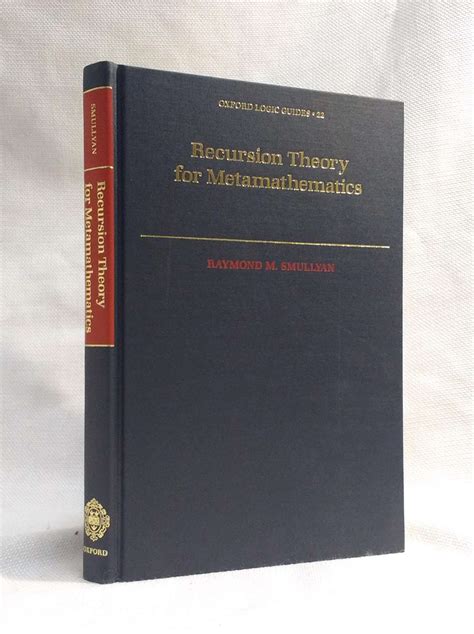 SMULLYAN
Recursion Theory
for Metamathematics
OXFORD
OXFORD LOGIC GUIDES • 22
Recursion Theory
for Metamathematics
RAYMOND M. SMULLYAN